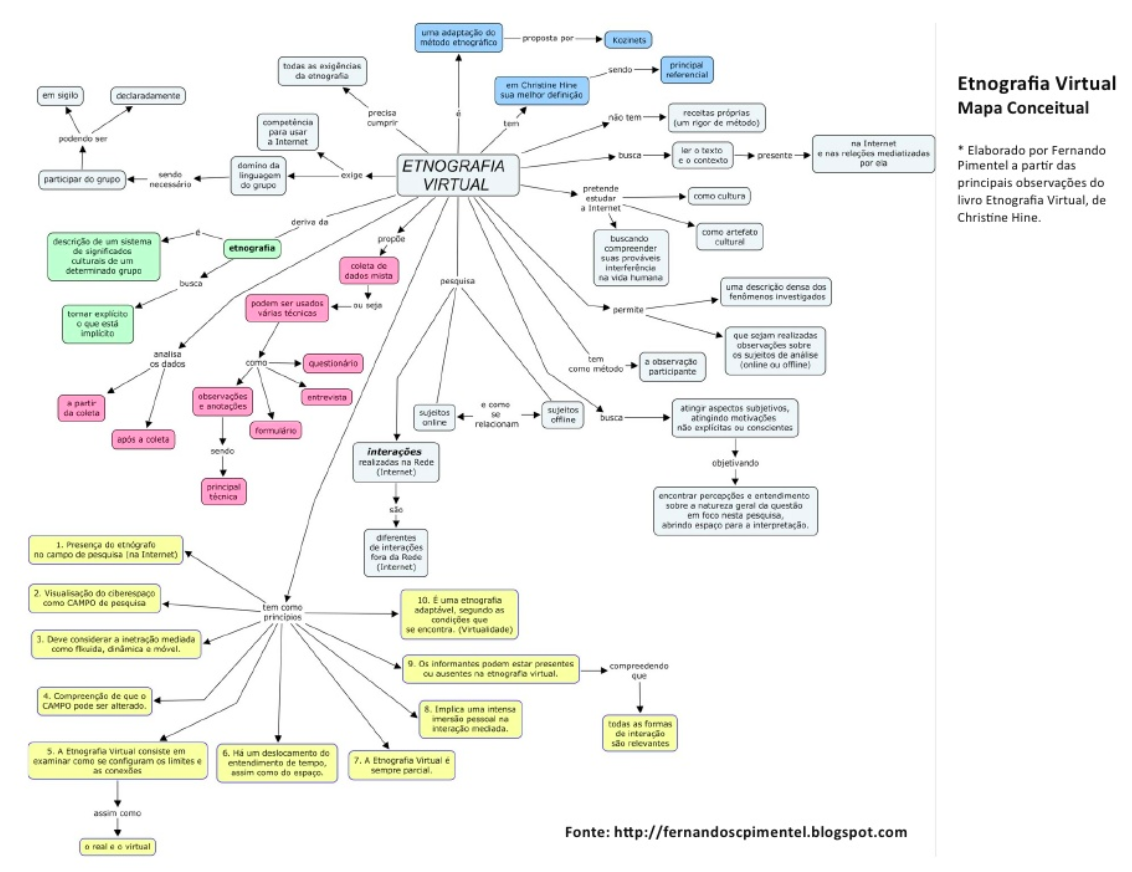 uma adaptação do
método etnográfico
proposta por
Kozinets
é
em Christine Hine
sua melhor definição
sendo
principal
referencial
tem
todas as exigências
da etnografia
precisa
cumprir
em sigilo
declaradamente
podendo ser
participar do grupo
sendo
necessário
competência
para usar
a Internet
domino da
linguagem
do grupo
exige
ETNOGRAFIA
VIRTUAL
não tem
receitas próprias
(um rigor de método)
busca
ler o texto
e o contexto
presente
na Internet
e nas relações mediatizadas
por ela
pretende
estudar
a Internet
como cultura
como artefato
cultural
buscando
compreender
suas prováveis
interferência
na vida humana
deriva da
etnografia
é
descrição de um sistema
de significados
culturais de um
determinado grupo
busca
tornar explícito
o que está
implícito
propõe
coleta de
dados mista
ou seja
podem ser usados
várias técnicas
como
questionário
entrevista
formulário
observações
e anotações
sendo
principal
técnica
analisa
os dados
a partir
da coleta
após a coleta
pesquisa
sujeitos
online
e como
se
relacionam
sujeitos
offline
interações
realizadas na Rede
(Internet)
são
diferentes
de interações
fora da Rede
(Internet)
permite
uma descrição densa dos
fenômenos investigados
que sejam realizadas
observações sobre
os sujeitos de análise
(online ou offline)
tem
como método
a observação
participante
busca
atingir aspectos subjetivos,
atingindo motivações
não explícitas ou conscientes
objetivando
encontrar percepções e entendimento
sobre a natureza geral da questão
em foco nesta pesquisa,
abrindo espaço para a interpretação.
tem como
princípios
1. Presença do etnógrafo
no campo de pesquisa (na Internet)
2. Visualisação do ciberespaço
como CAMPO de pesquisa
3. Deve considerar a inetração mediada
como flkuida, dinâmica e móvel.
4. Compreenção de que o
CAMPO pode ser alterado.
5. A Etnografia Virtual consiste em
examinar como se configuram os limites e
as conexões
assim como
o real e o virtual
6. Há um deslocamento do
entendimento de tempo,
assim como do espaço.
7. A Etnografia Virtual é
sempre parcial.
8. Implica uma intensa
imersão pessoal na
interação mediada.
9. Os informantes podem estar presentes
ou ausentes na etnografia virtual.
compreedendo
que
todas as formas
de interação
são relevantes
10. É uma etnografia
adaptável, segundo as
condições que
se encontra. (Virtualidade)
Etnografia Virtual
Mapa Conceitual
* Elaborado por Fernando
Pimentel a partir das
principais observações do
livro Etnografia Virtual, de
Christine Hine.
Fonte: http://fernandoscpimentel.blogspot.com